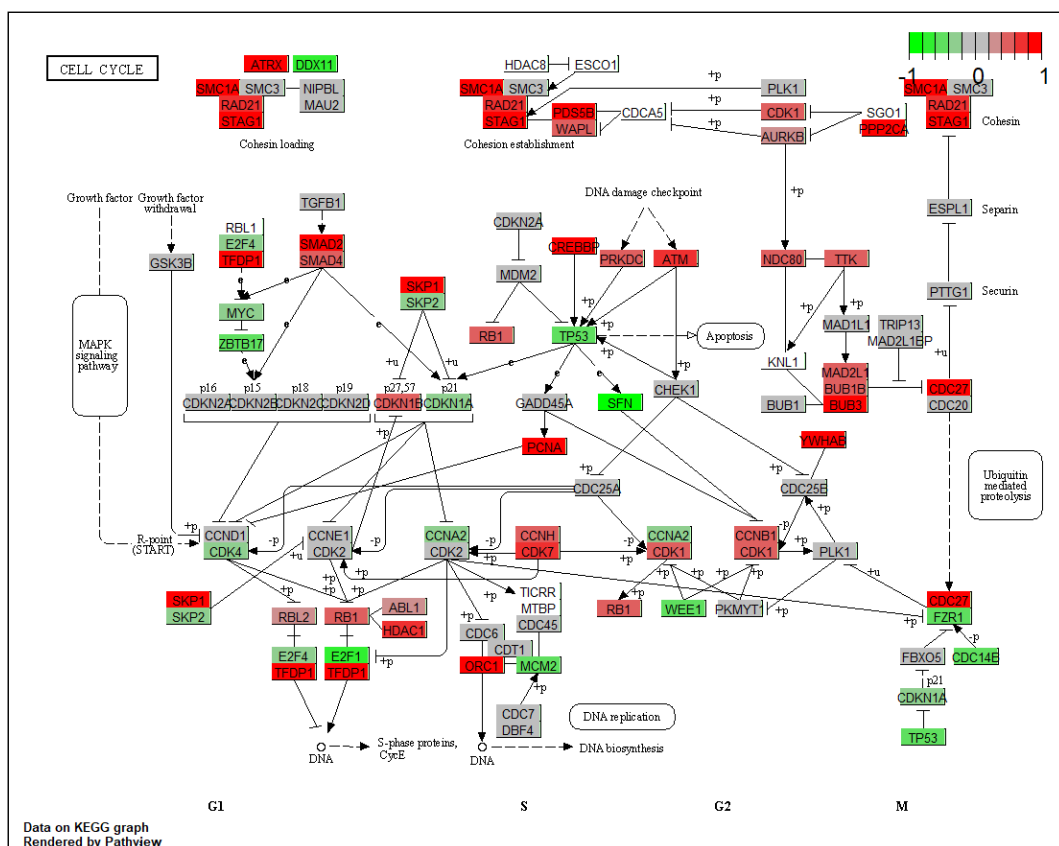 CELL CYCLE
ATRX DDX11
SMC1A SMC3 NIPBL
RAD21 MAU2
STAG1
Cohesin loading
HDAC8 ESCO1
SMC1A SMC3
RAD21 PDS5B CDCA5
STAG1 WAPL
Cohesion establishment
+p
PLK1
+p
CDK1 SGO1
+p
AURKB PPP2CA
SMC1A SMC3
RAD21
STAG1 Cohesin
-1 0 1
Growth factor Growth factor
withdrawal
TGFB1
RBL1
E2F4
TFDP1
GSK3B
SMAD2
SMAD4
e
e
e
MYC
ZBTB17
SKP1
SKP2
+u +u
MAPK
signaling
pathway
DNA damage checkpoint
CDKN2A
MDM2
CREBBP PRKDC ATM
+p +p +p
RB1
TP53
+p
Apoptosis
e e e
+p
NDC80 TTK
+p +p
MAD1L1 TRIP13
MAD2L1BP
KNL1
MAD2L1
BUB1B
BUB1 BUB3
ESPL1 Separin
PTTG1 Securin
+u
CDC27
CDC20
p16 p15 p18 p19 p27,57 p21
CDKN2A CDKN2B CDKN2C CDKN2D CDKN1B CDKN1A
GADD45A SFN
CHEK1
+p
PCNA
YWHAB
+p +p
CDC25A CDC25B
Ubiquitin
mediated
proteolysis
R-point
(START)
+p
CCND1
CDK4
-p
CCNE1
CDK2
-p
CCNA2
CDK2
-p
+p
CCNH
CDK7
-p
+p
CCNA2
CDK1
CCNB1
CDK1
-p
+p
PLK1
+u
+u
SKP1
SKP2
+p +p +p +p +p +p
RBL2 RB1 ABL1
HDAC1
E2F4 E2F1
TFDP1 TFDP1
+p
TICRR
MTBP
CDC45
CDC6
CDT1
ORC1 MCM2
+p
CDC7
DBF4
+p +p +p +p
RB1 WEE1 PKMYT1
CDC27
+p FZR1
-p
FBXO5 CDC14B
p21
CDKN1A
TP53
DNA replication
DNA S-phase proteins,
CycE
DNA DNA biosynthesis
G1 S G2 M
Data on KEGG graph
Rendered by Pathview